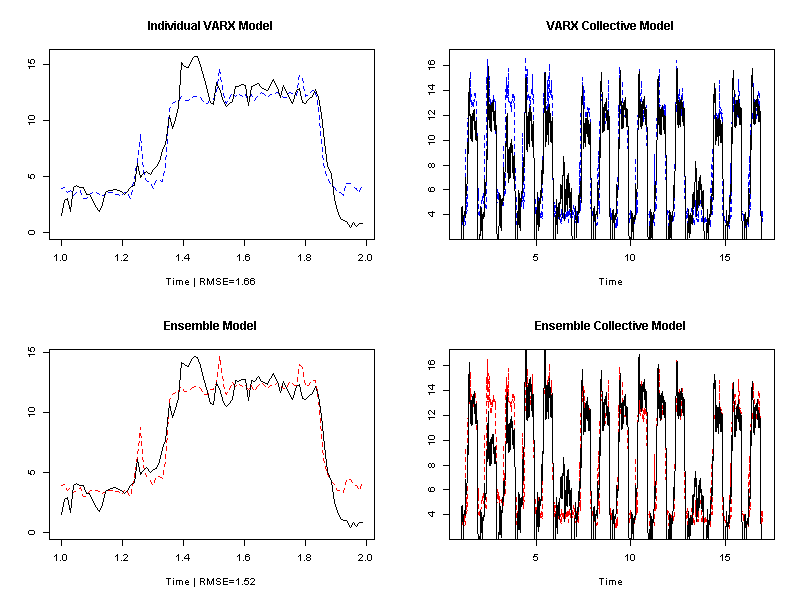 Individual VARX Model
15
10
5
0
1.0 1.2 1.4 1.6 1.8 2.0
Time | RMSE=1.66
VARX Collective Model
16
14
12
10
8
6
4
5 10 15
Time
Ensemble Model
15
10
5
0
1.0 1.2 1.4 1.6 1.8 2.0
Time | RMSE=1.52
Ensemble Collective Model
16
14
12
10
8
6
4
5 10 15
Time